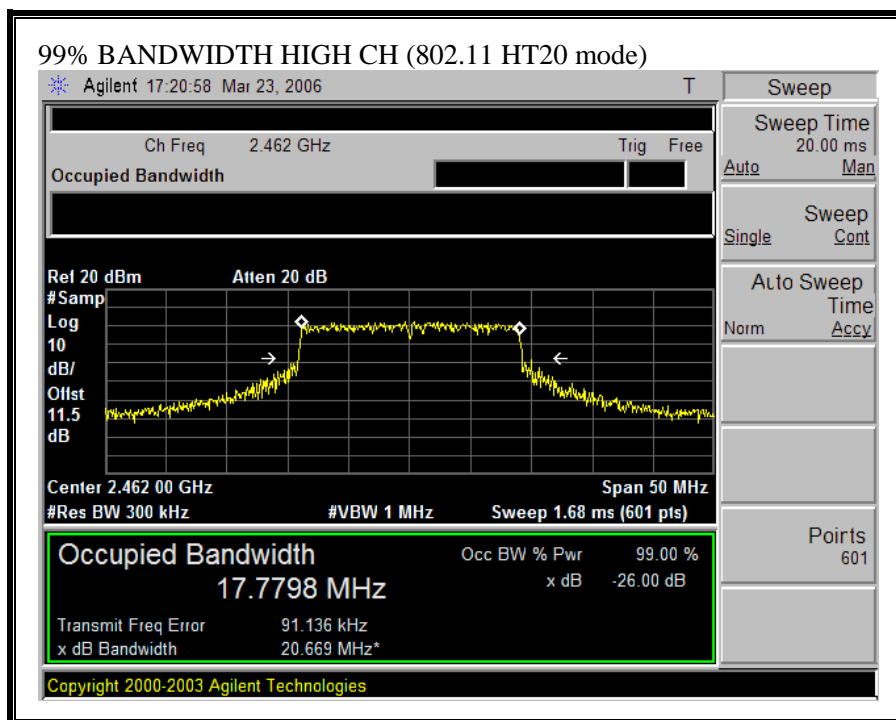 99% BANDWIDTH HIGH CH (802.11 HT20 mode)
Agilent 17:20:58 Mar 23, 2006 T
Sweep
Ch Freq 2.462 GHz Trig Free
Occupied Bandwidth
Sweep Time
20.00 ms
Auto Man
Sweep
Single Cont
Auto Sweep
Time
Norm Accy
Ref 20 dBm Atten 20 dB
#Samp
Log
10
dB/
Offst
11.5
dB
Center 2.462 00 GHz Span 50 MHz
#Res BW 300 kHz #VBW 1 MHz Sweep 1.68 ms (601 pts)
Points
601
Occupied Bandwidth
17.7798 MHz
Occ BW % Pwr 99.00 %
x dB -26.00 dB
Transmit Freq Error 91.136 kHz
x dB Bandwidth 20.669 MHz*
Copyright 2000-2003 Agilent Technologies